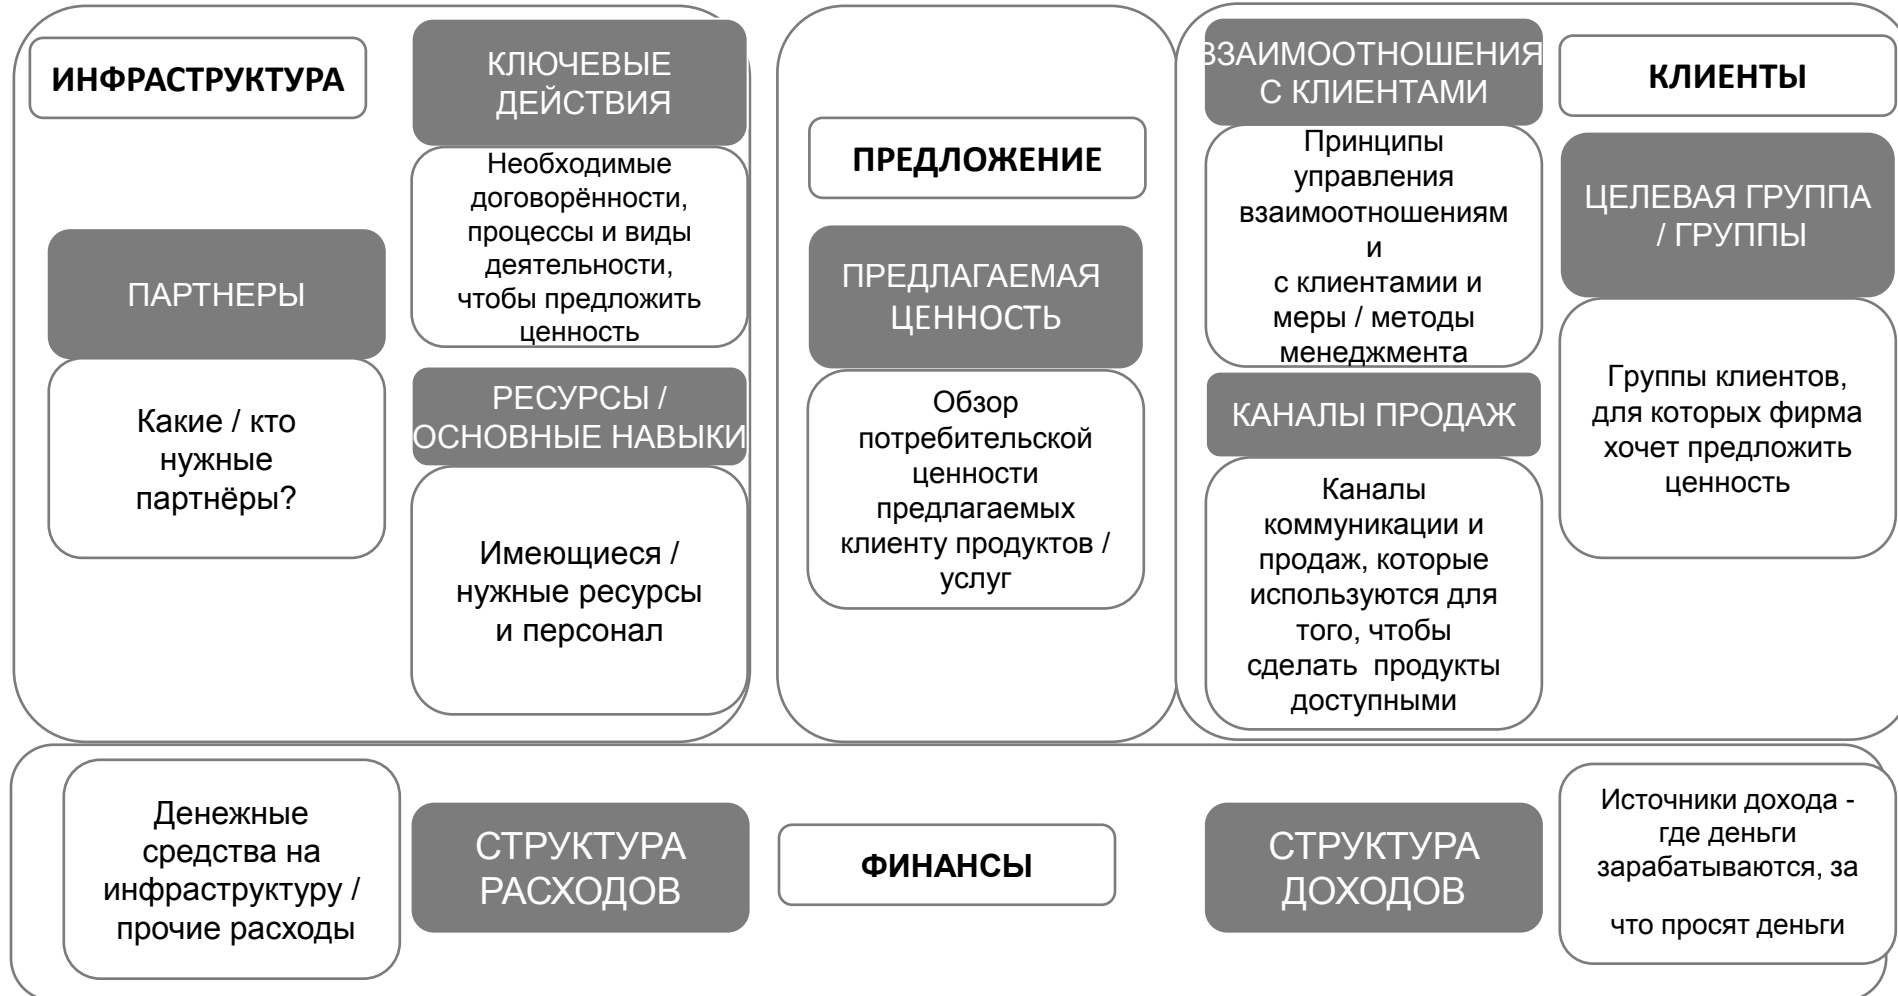 ИНФРАСТРУКТУРА
КЛЮЧЕВЫЕ
ДЕЙСТВИЯ
Необходимые
договорённости,
процессы и виды
деятельности,
чтобы предложить
ценность
ПАРТНЕРЫ
Какие / кто
нужные
партнёры?
РЕСУРСЫ /
ОСНОВНЫЕ НАВЫКИ
Имеющиеся /
нужные ресурсы
и персонал
ПРЕДЛОЖЕНИЕ
ПРЕДЛАГАЕМАЯ
ЦЕННОСТЬ
Обзор
потребительской
ценности
предлагаемых
клиенту продуктов /
услуг
ВЗАИМООТНОШЕНИЯ
С КЛИЕНТАМИ
Принципы
управления
взаимоотношениям
и
с клиентамии и
меры / методы
менеджмента
КАНАЛЫ ПРОДАЖ
Каналы
коммуникации и
продаж, которые
используются для
того, чтобы
сделать продукты
доступными
КЛИЕНТЫ
ЦЕЛЕВАЯ ГРУППА
/ ГРУППЫ
Группы клиентов,
для которых фирма
хочет предложить
ценность
Денежные
средства на
инфраструктуру /
прочие расходы
СТРУКТУРА
РАСХОДОВ
ФИНАНСЫ
СТРУКТУРА
ДОХОДОВ
Источники дохода -
где деньги
зарабатываются, за
что просят деньги